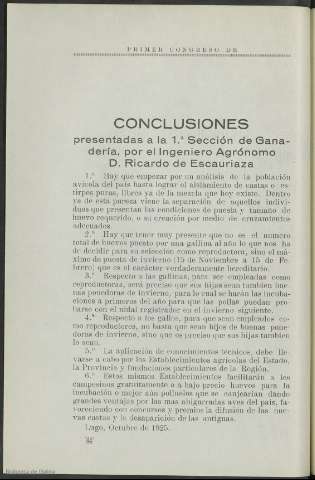 PRIMER CONGRESO DE
CONCLUSIONES
presentadas a la 1.ª Sección de Gana-
dería, por el Ingeniero Agrónomo
D. Ricardo de Escauriaza
1.º Hay que empezar por un análisis de la población
avícola del país hasta lograr el aislamiento de castas o es-
tirpes puras, libres ya de la mezcla que hoy existe. Dentro
ya de esta pureza viene la separación de aquellos indivi-
duos que presentan las condiciones de puesta y tamaño de
huevo requerido, o su creación por medio de cruzamientos
adecuados.
2.º Hay que tener muy presente que no es el número
total de huevos puesto por una gallina al año lo que nos ha
de decidir para su selección como reproductora, sino el má-
ximo de puesta de invierno (15 de Noviembre a 15 de Fe-
brero) que es el carácter verdaderamente hereditario.
3.º Respecto a las gallinas, para ser empleadas como
reproductoras, será preciso que sus hijas sean también bue-
nas ponedoras de invierno, para lo cual se harán las incuba-
ciones a primeros del año para que las pollas puedan pro-
barse con el nidal registrador en el invierno siguiente.
4.º Respecto a los gallos, para que sean empleados co-
mo reproductores, no basta que sean hijos de buenas pone-
doras de invierno, sino que es preciso que sus hijas también
lo sean.
5.º La aplicación de conocimientos técnicos, debe lle-
varse a cabo por los Establecimientos agrícolas del Estado,
la Provincia y fundaciones particulares de la Región.
6.º Estos mismos Establecimientos facilitarán a los
campesinos gratuitamente o a bajo precio huevos para la
incubación o mejor aún polluelos que se canjearían dando
grandes ventajas por las mas abigarradas aves del país, fa-
voreciendo con concursos y premios la difusión de las nue-
vas castas y la desaparición de las antiguas.
Lugo, Octubre de 1925.
Biblioteca de Galicia